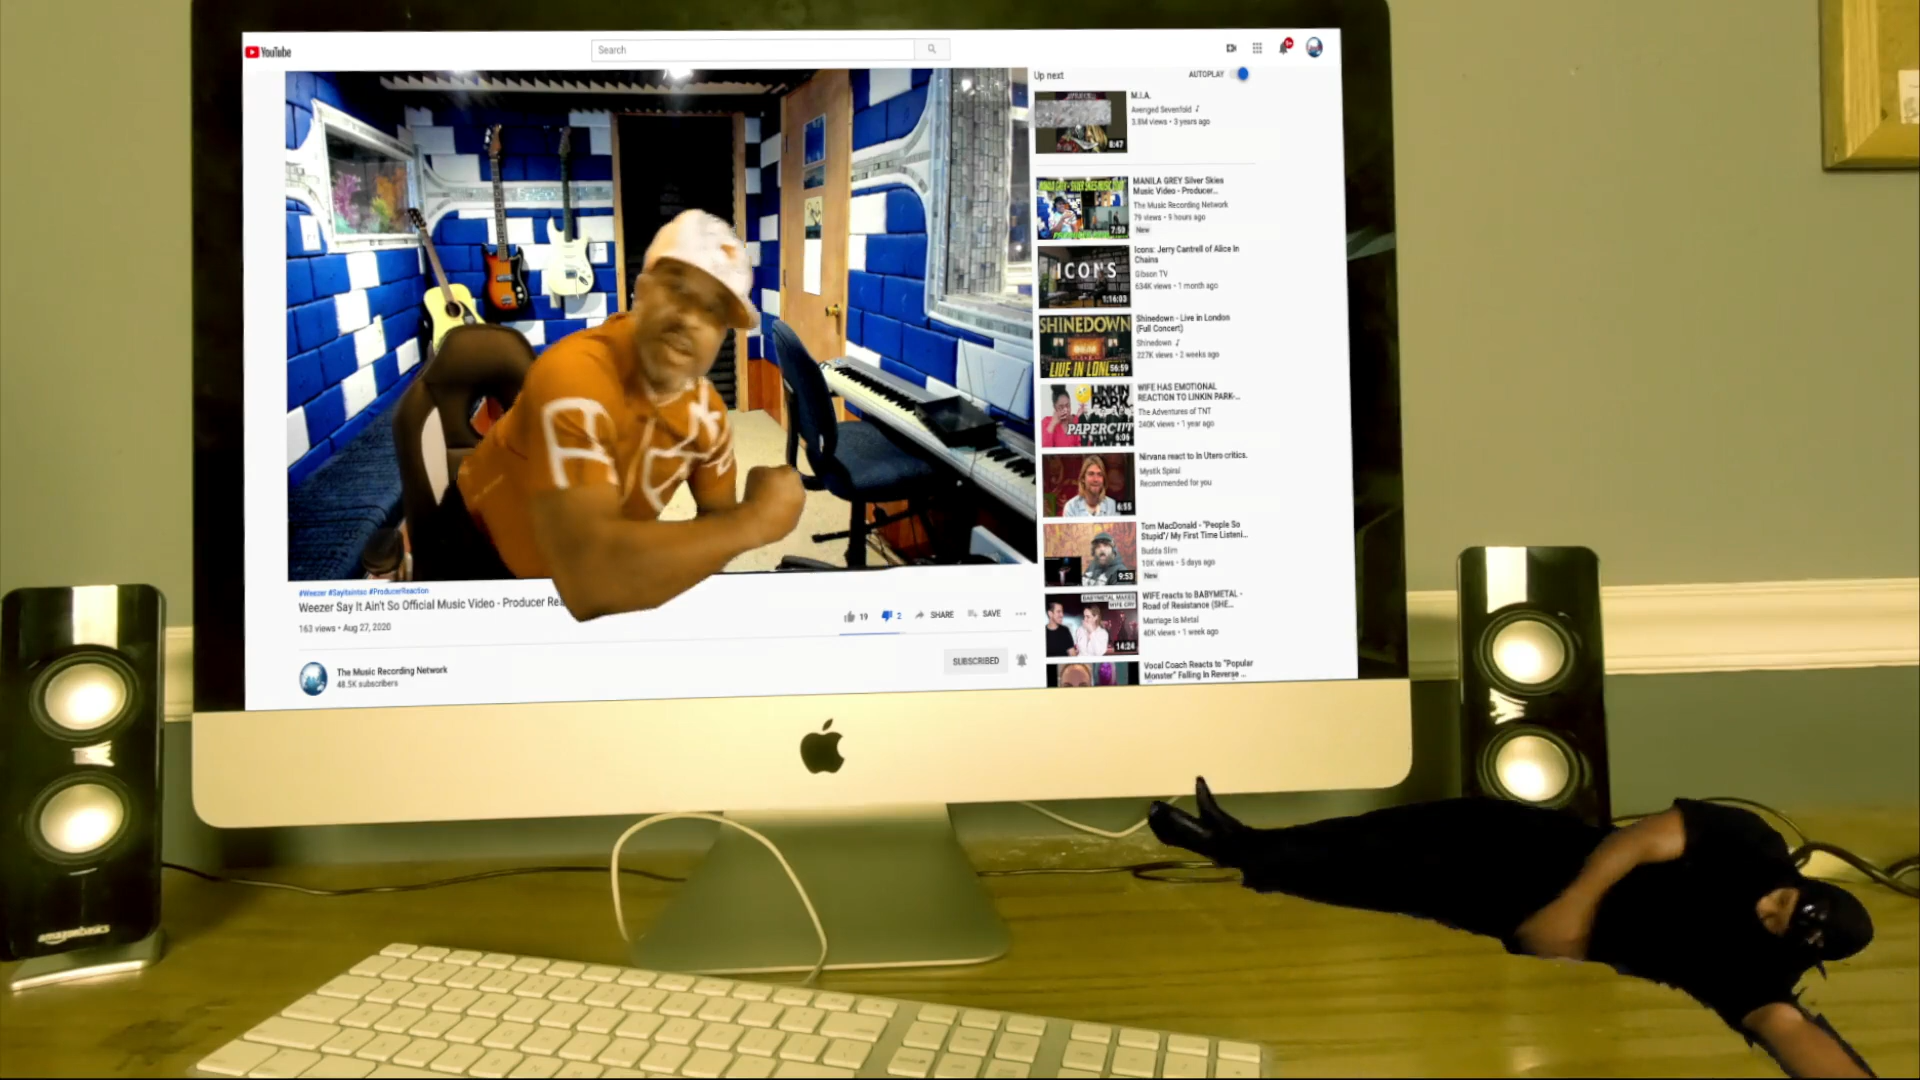 YouTube
Search
Up next
AUTOPLAY
M.I.A.
Avenged Sevenfold
3.8M views • 3 years ago
8:47
MANILA GREY Silver Skies
Music Video - Producer...
The Music Recording Network
79 views • 9 hours ago
New
7:59
ICONS
Icons: Jerry Cantrell of Alice In
Chains
Gibson TV
634K views • 1 month ago
1:16:03
SHINEDOWN
LIVE IN
Shinedown - Live in London
(Full Concert)
Shinedown
227K views • 2 weeks ago
56:59
LINKIN
PARK
PAPERCUT
WIFE HAS EMOTIONAL
REACTION TO LINKIN PARK-...
The Adventures of TNT
240K views • 1 year ago
6:06
Nirvana react to In Utero critics.
Mystik Spiral
Recommended for you
6:55
Tom MacDonald - "People So
Stupid"/ My First Time Listeni...
Budda Slim
10K views • 5 days ago
New
9:53
BABYMETAL MAKES
WIFE CRY
WIFE reacts to BABYMETAL -
Road of Resistance (SHE...
Marriage Is Metal
40K views • 1 week ago
14:24
Vocal Coach Reacts to "Popular
Monster" Falling In Reverse ...
#Weezer #SayItAintso #ProducerReaction
Weezer Say It Ain't So Official Music Video - Producer Rea
163 views • Aug 27, 2020
19
2
SHARE
SAVE
The Music Recording Network
48.5K subscribers
SUBSCRIBED
amazonbasics